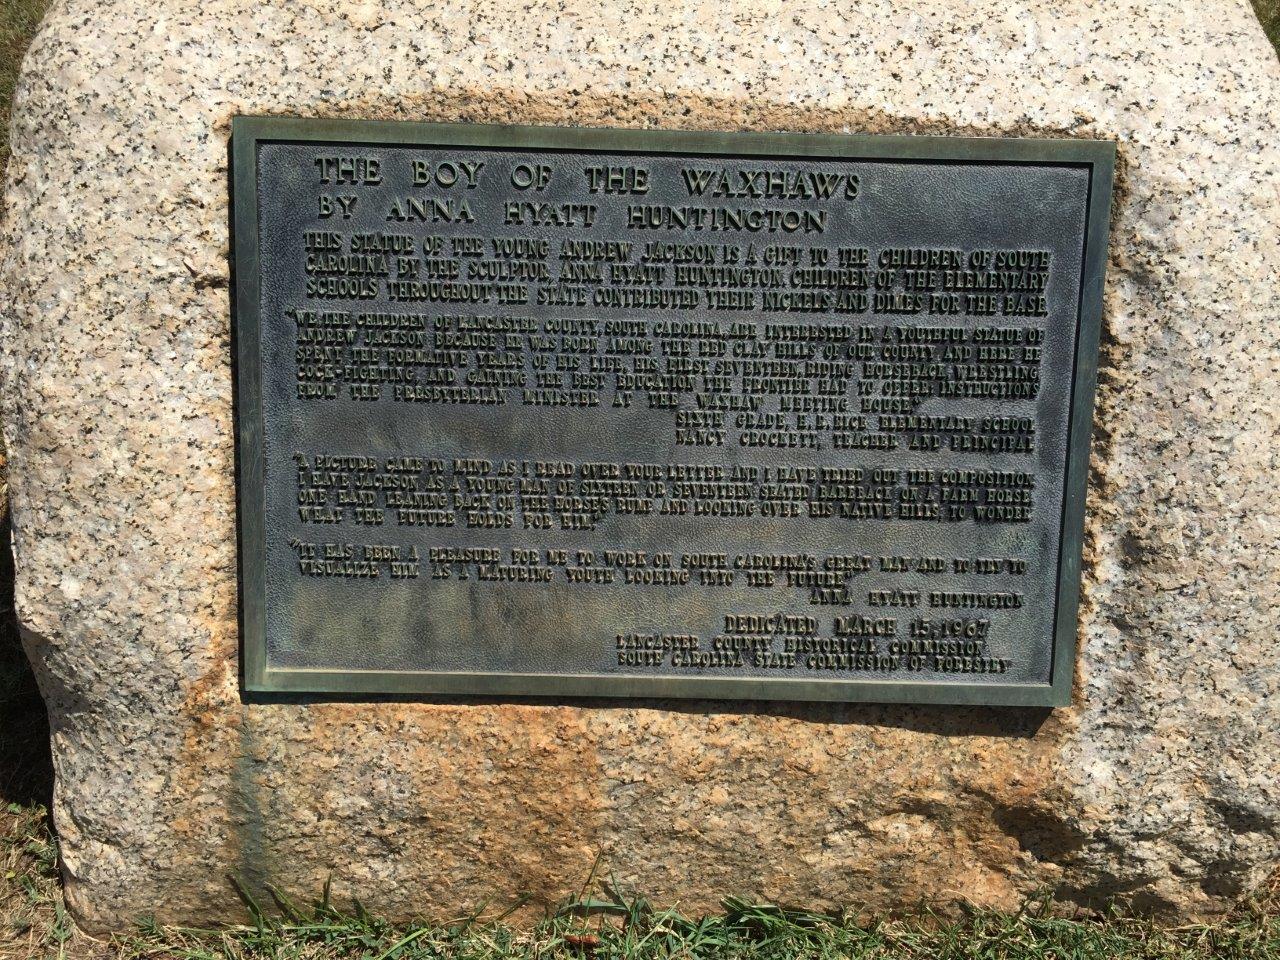 THE BOY OF THE WAXHAWS
BY ANNA HYATT HUNTINGTON
THIS STATUE OF THE YOUNG ANDREW JACKSON IS A GIFT TO THE CHILDREN OF SOUTH
CAROLINA BY THE SCULPTOR, ANNA HYATT HUNTINGTON. CHILDREN OF THE ELEMENTARY
SCHOOLS THROUGHOUT THE STATE CONTRIBUTED THEIR NICKELS AND DIMES FOR THE BASE.
"WE, THE CHILDREN OF LANCASTER COUNTY, SOUTH CAROLINA, ARE INTERESTED IN A YOUTHFUL STATUE OF
ANDREW JACKSON BECAUSE HE WAS BORN AMONG THE RED CLAY HILLS OF OUR COUNTY, AND HERE HE
SPENT THE FORMATIVE YEARS OF HIS LIFE, HIS FIRST SEVENTEEN, RIDING HORSEBACK, WRESTLING,
COCK-FIGHTING, AND GAINING THE BEST EDUCATION THE FRONTIER HAD TO OFFER: INSTRUCTIONS
FROM THE PRESBYTERIAN MINISTER AT THE WAXHAW MEETING HOUSE."
SIXTH GRADE, H. R. RICE ELEMENTARY SCHOOL
NANCY CROCKETT, TEACHER AND PRINCIPAL
"A PICTURE CAME TO MIND AS I READ OVER YOUR LETTER AND I HAVE TRIED OUT THE COMPOSITION.
I HAVE JACKSON AS A YOUNG MAN OF SIXTEEN OR SEVENTEEN SEATED BAREBACK ON A FARM HORSE,
ONE HAND LEANING BACK ON THE HORSE'S RUMP AND LOOKING OVER HIS NATIVE HILLS, TO WONDER
WHAT THE FUTURE HOLDS FOR HIM."
"IT HAS BEEN A PLEASURE FOR ME TO WORK ON SOUTH CAROLINA'S GREAT MAN AND TO TRY TO
VISUALIZE HIM AS A MATURING YOUTH LOOKING INTO THE FUTURE."
ANNA HYATT HUNTINGTON
DEDICATED MARCH 15, 1967
LANCASTER COUNTY HISTORICAL COMMISSION
SOUTH CAROLINA STATE COMMISSION OF FORESTRY